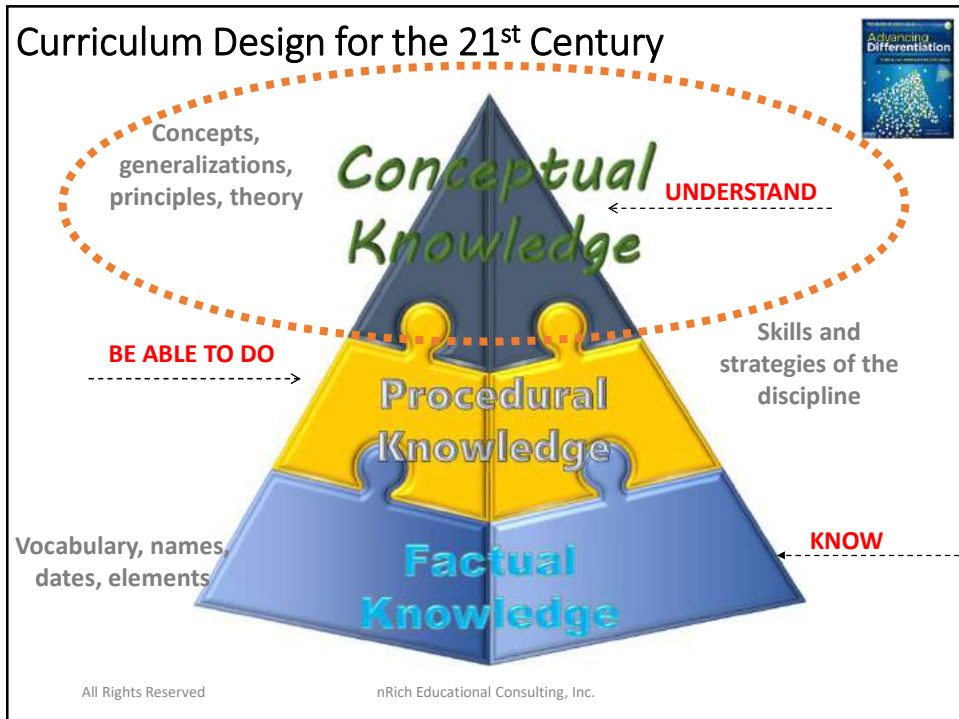 Curriculum Design for the 21st Century
Advancing
Differentiation
Concepts,
generalizations,
principles, theory
Conceptual
Knowledge
UNDERSTAND
BE ABLE TO DO
Skills and
strategies of the
discipline
Procedural
Knowledge
Vocabulary, names,
dates, elements
KNOW
Factual
Knowledge
All Rights Reserved
nRich Educational Consulting, Inc.